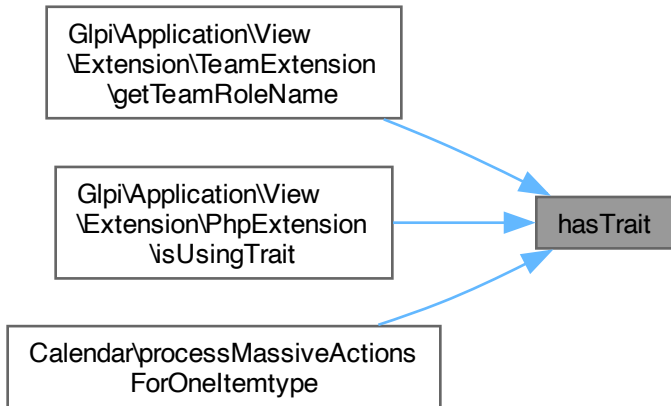 Glpi\Application\View
\Extension\TeamExtension
\getTeamRoleName
Glpi\Application\View
\Extension\PhpExtension
\isUsingTrait
hasTrait
Calendar\processMassiveActions
ForOneItemtype